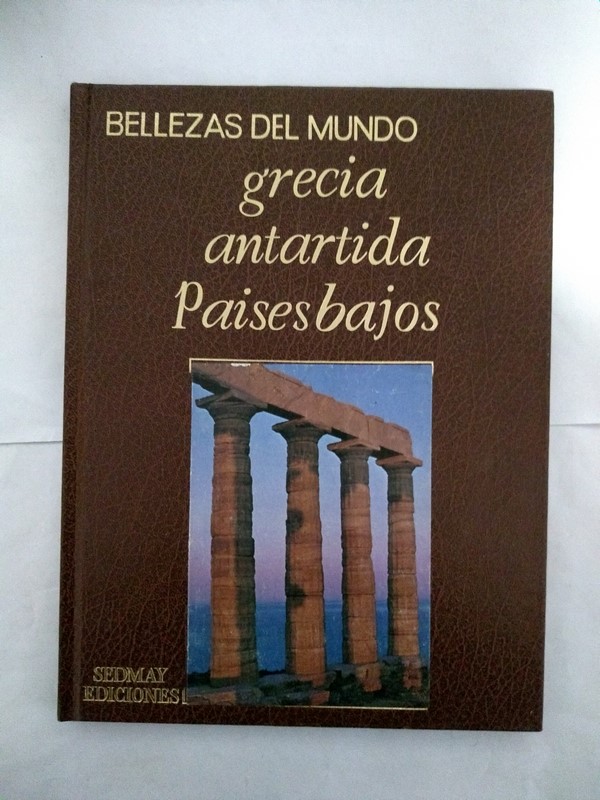 BELLEZAS DEL MUNDO
grecia
antartida
Paises bajos
SEDMAY
EDICIONES